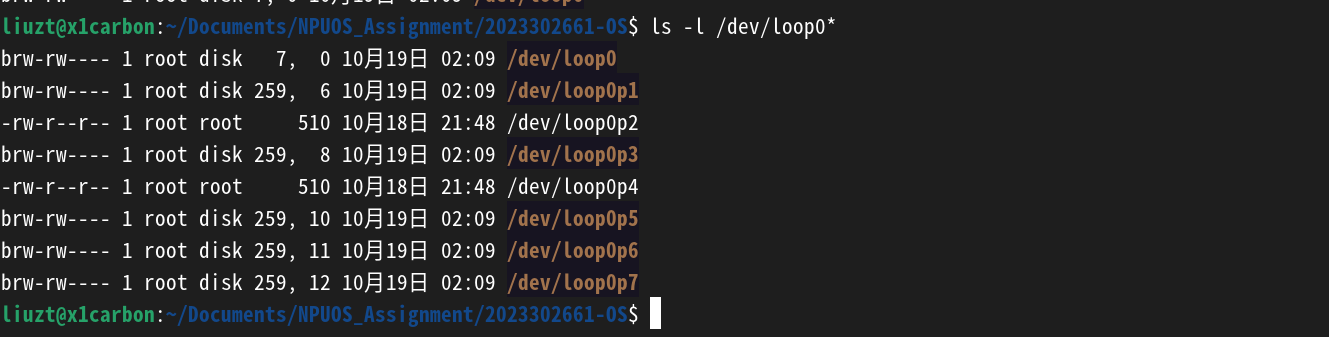 liuzt@x1carbon:~/Documents/NPUOS_Assignment/2023302661-OS$ ls -l /dev/loop0*
brw-rw---- 1 root disk   7,  0 10月19日 02:09 /dev/loop0
brw-rw---- 1 root disk 259,  6 10月19日 02:09 /dev/loop0p1
-rw-r--r-- 1 root root     510 10月18日 21:48 /dev/loop0p2
brw-rw---- 1 root disk 259,  8 10月19日 02:09 /dev/loop0p3
-rw-r--r-- 1 root root     510 10月18日 21:48 /dev/loop0p4
brw-rw---- 1 root disk 259, 10 10月19日 02:09 /dev/loop0p5
brw-rw---- 1 root disk 259, 11 10月19日 02:09 /dev/loop0p6
brw-rw---- 1 root disk 259, 12 10月19日 02:09 /dev/loop0p7
liuzt@x1carbon:~/Documents/NPUOS_Assignment/2023302661-OS$